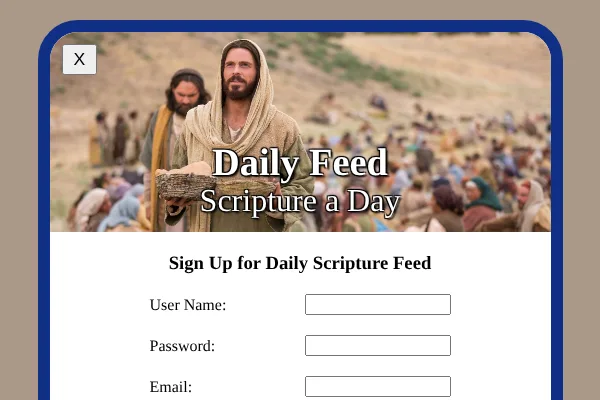 X
Daily Feed
Scripture a Day
Sign Up for Daily Scripture Feed
User Name:
Password:
Email: